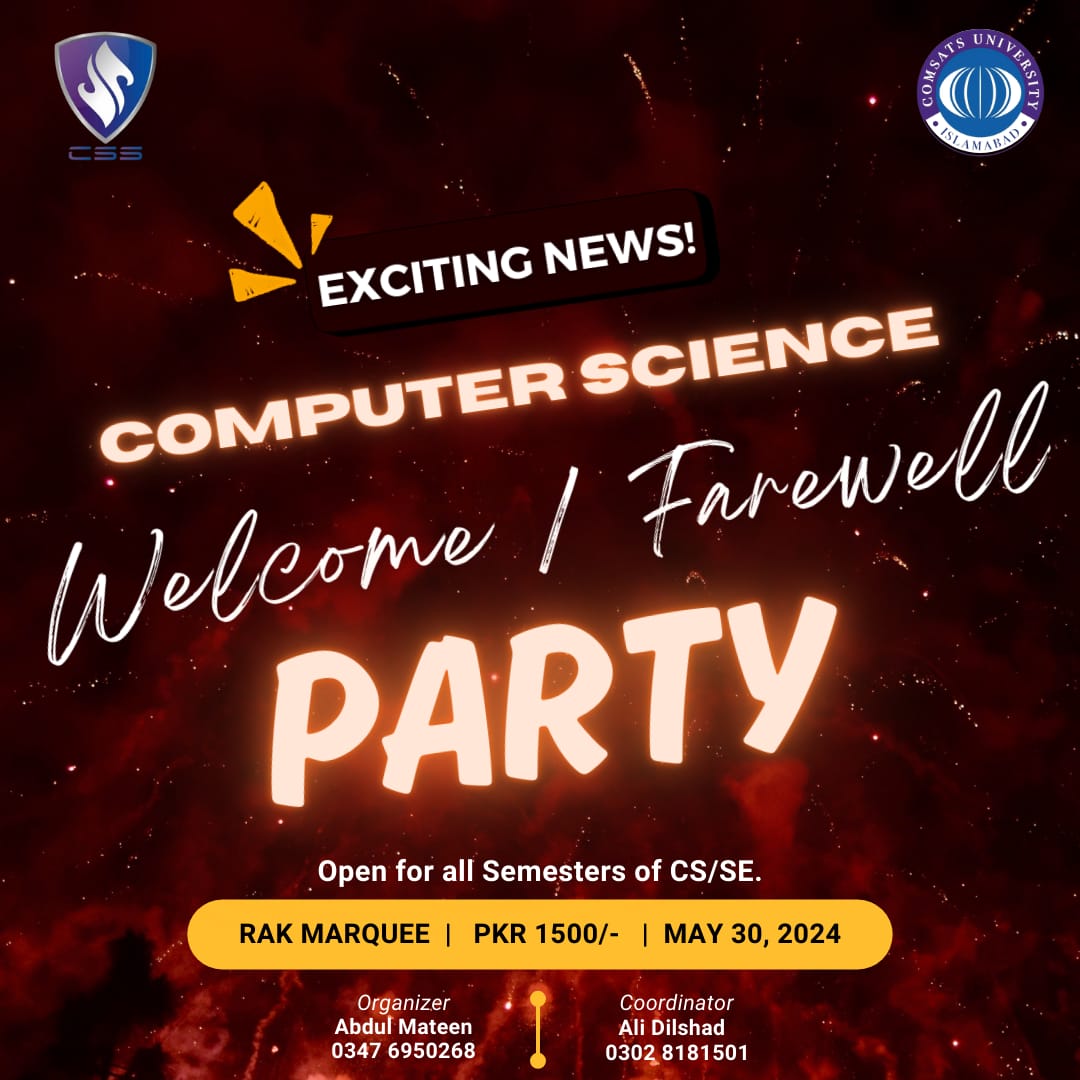 CSS
COMSATS UNIVERSITY
ISLAMABAD
EXCITING NEWS!
COMPUTER SCIENCE
Welcome / Farewell
PARTY
Open for all Semesters of CS/SE.
RAK MARQUEE | PKR 1500/- | MAY 30, 2024
Organizer
Abdul Mateen
0347 6950268
Coordinator
Ali Dilshad
0302 8181501